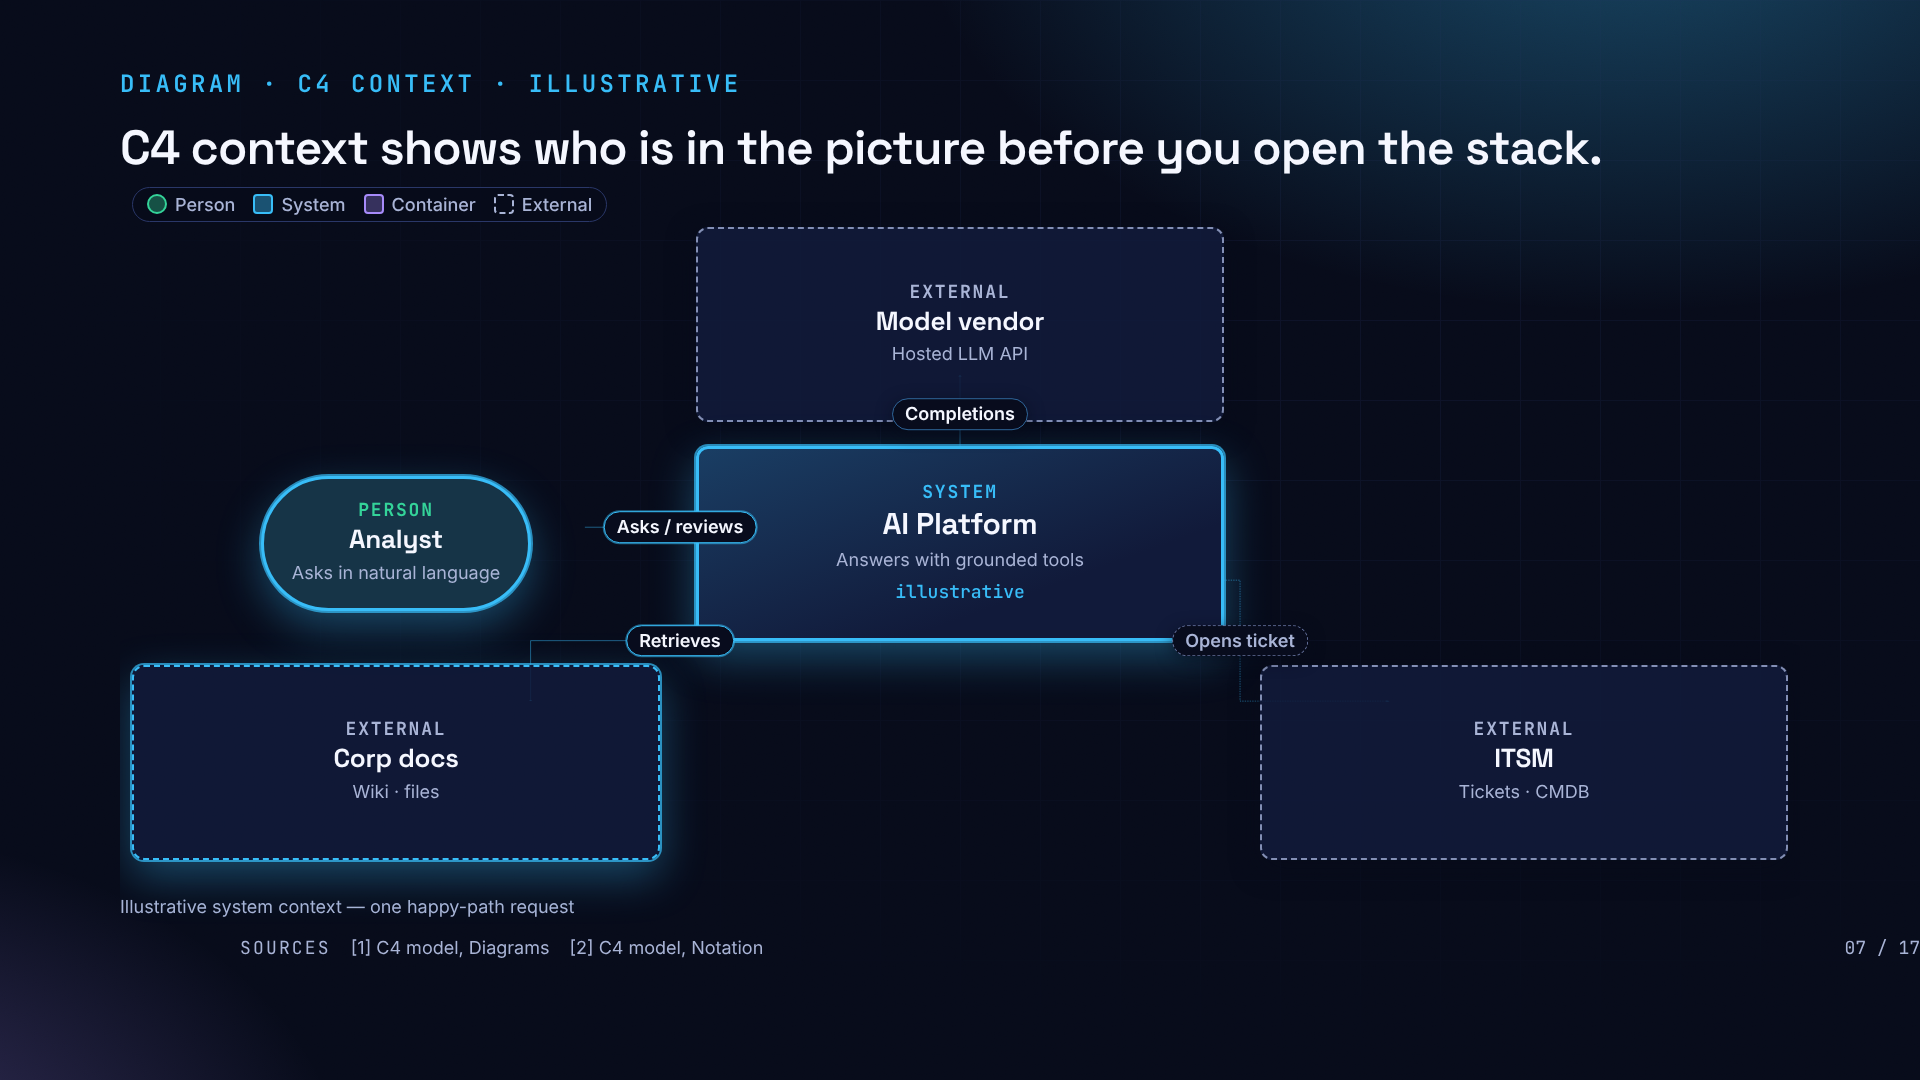 DIAGRAM · C4 CONTEXT · ILLUSTRATIVE
C4 context shows who is in the picture before you open the stack.
Person System Container External
EXTERNAL
Model vendor
Hosted LLM API
Completions
PERSON
Analyst
Asks in natural language
Asks / reviews
SYSTEM
AI Platform
Answers with grounded tools
illustrative
Retrieves
Opens ticket
EXTERNAL
Corp docs
Wiki · files
EXTERNAL
ITSM
Tickets · CMDB
Illustrative system context — one happy-path request
SOURCES [1] C4 model, Diagrams [2] C4 model, Notation
07 / 17